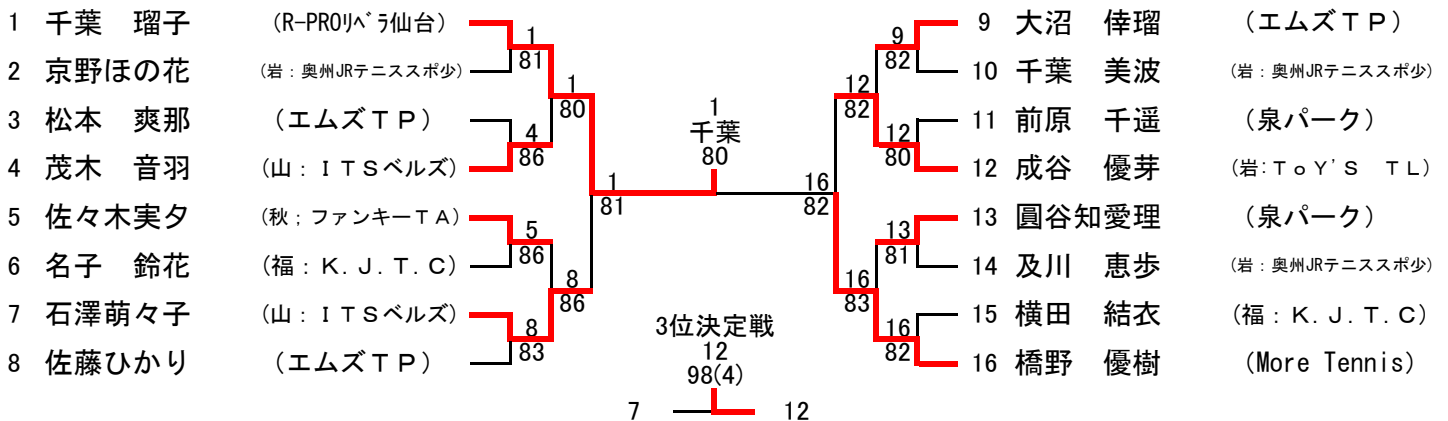 1 千葉 瑠子 (R-PROリベラ仙台)
2 京野ほの花 (岩：奥州JRテニススポ少)
3 松本 爽那 (エムズTP)
4 茂木 音羽 (山：ITSベルズ)
5 佐々木実夕 (秋；ファンキーTA)
6 名子 鈴花 (福：K.J.T.C)
7 石澤萌々子 (山：ITSベルズ)
8 佐藤ひかり (エムズTP)
1
81
4
86
5
86
8
83
1
80
8
86
1
81
1
千葉
80
3位決定戦
12
98(4)
7 12
16
82
12
82
16
83
9
82
12
80
13
81
16
82
9 大沼 倖瑠 (エムズTP)
10 千葉 美波 (岩：奥州JRテニススポ少)
11 前原 千遥 (泉パーク)
12 成谷 優芽 (岩：ToY'S TL)
13 圓谷知愛理 (泉パーク)
14 及川 恵歩 (岩：奥州JRテニススポ少)
15 横田 結衣 (福：K.J.T.C)
16 橋野 優樹 (More Tennis)